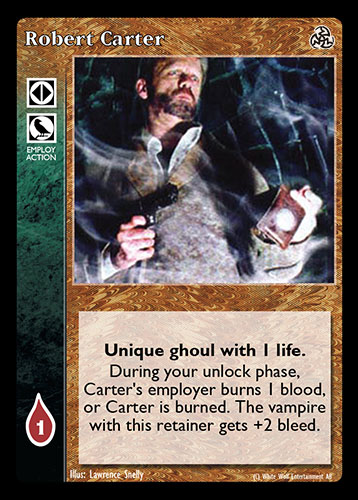 Robert Carter
EMPLOY
ACTION
Unique ghoul with 1 life.
During your unlock phase,
Carter's employer burns 1 blood,
or Carter is burned. The vampire
with this retainer gets +2 bleed.
1
Illus: Lawrence Snelly
(C) White Wolf Entertainment AB